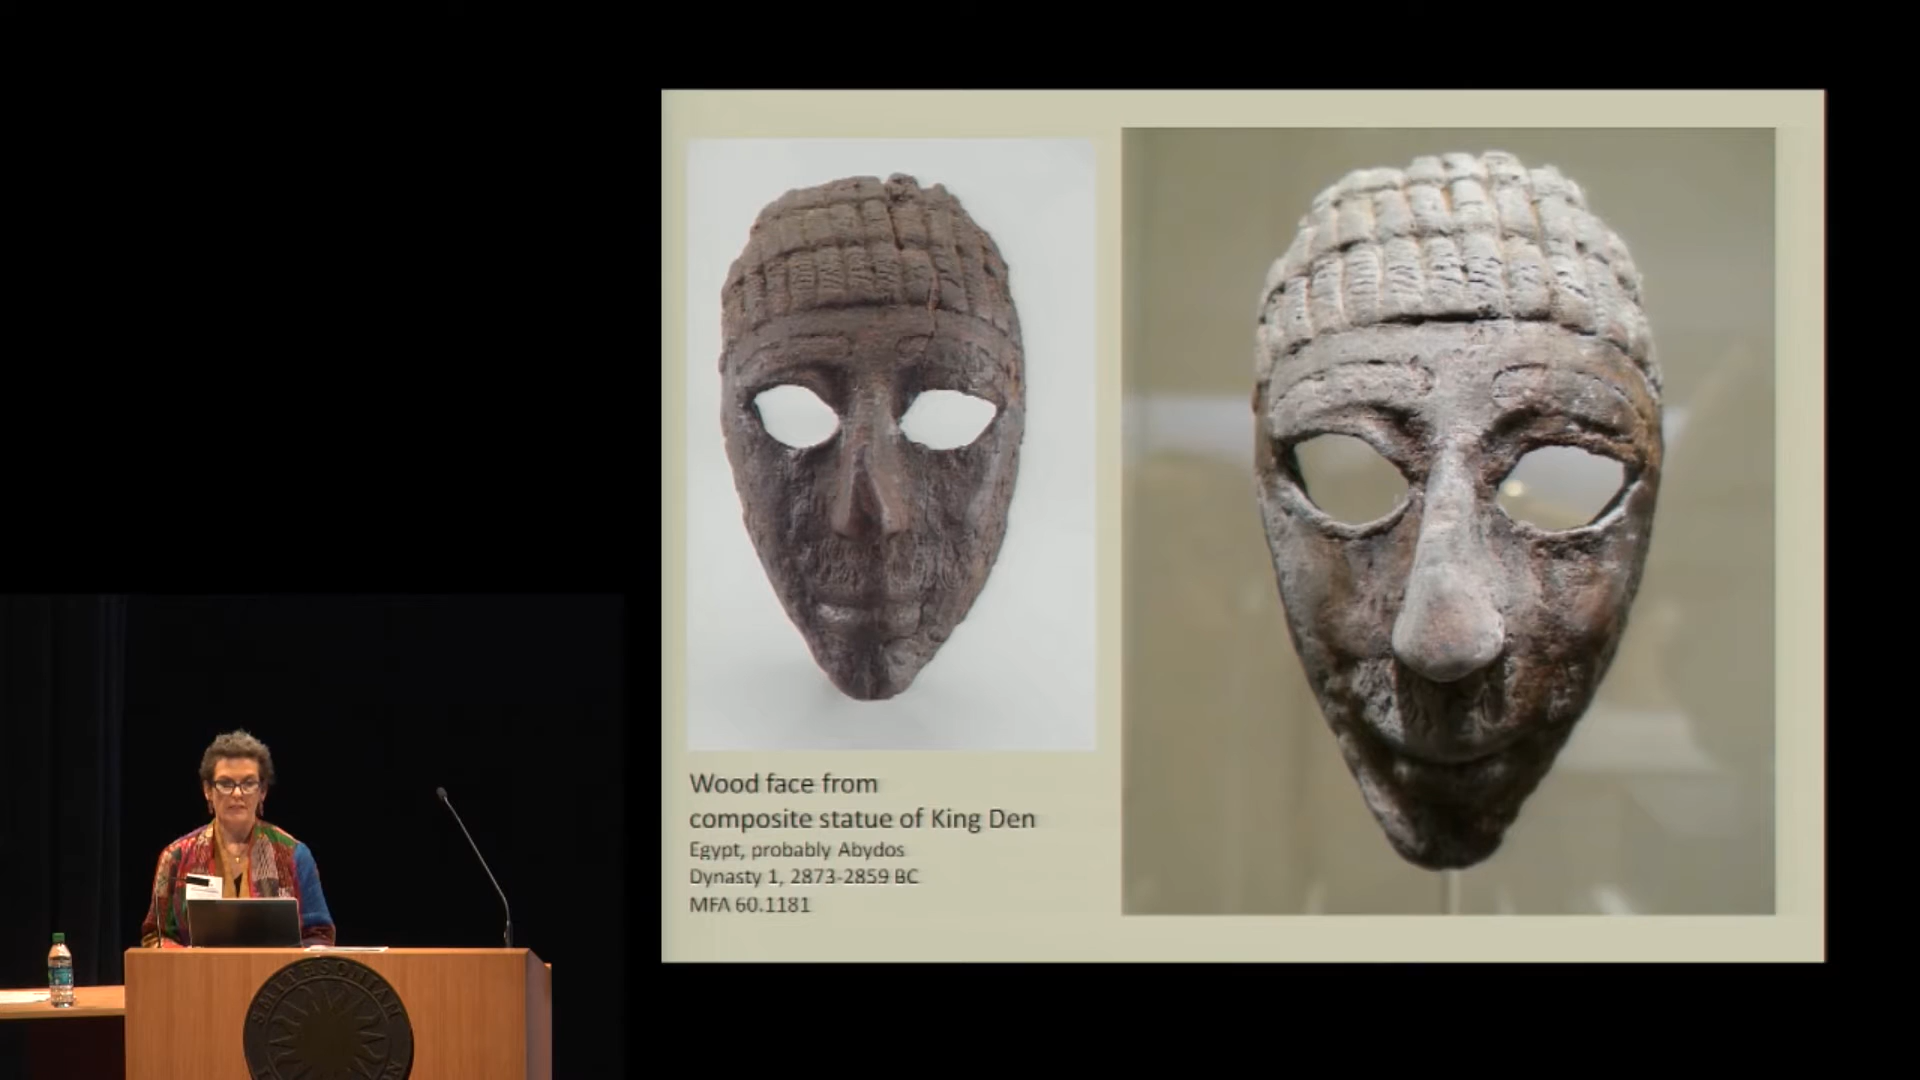 Wood face from
composite statue of King Den
Egypt, probably Abydos
Dynasty 1, 2873-2859 BC
MFA 60.1181
SMITHSONIAN